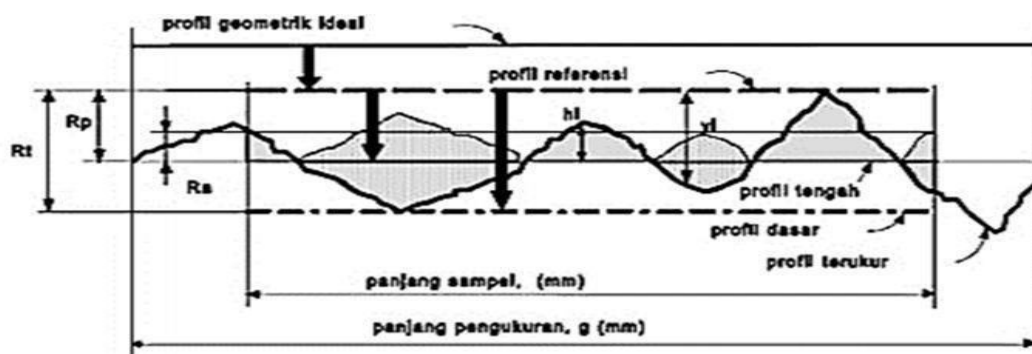 profil geometrik ideal
profil referensi
Rp
hi
yi
Rt
Ra
profil tengah
profil dasar
profil terukur
panjang sampel, (mm)
panjang pengukuran, g (mm)